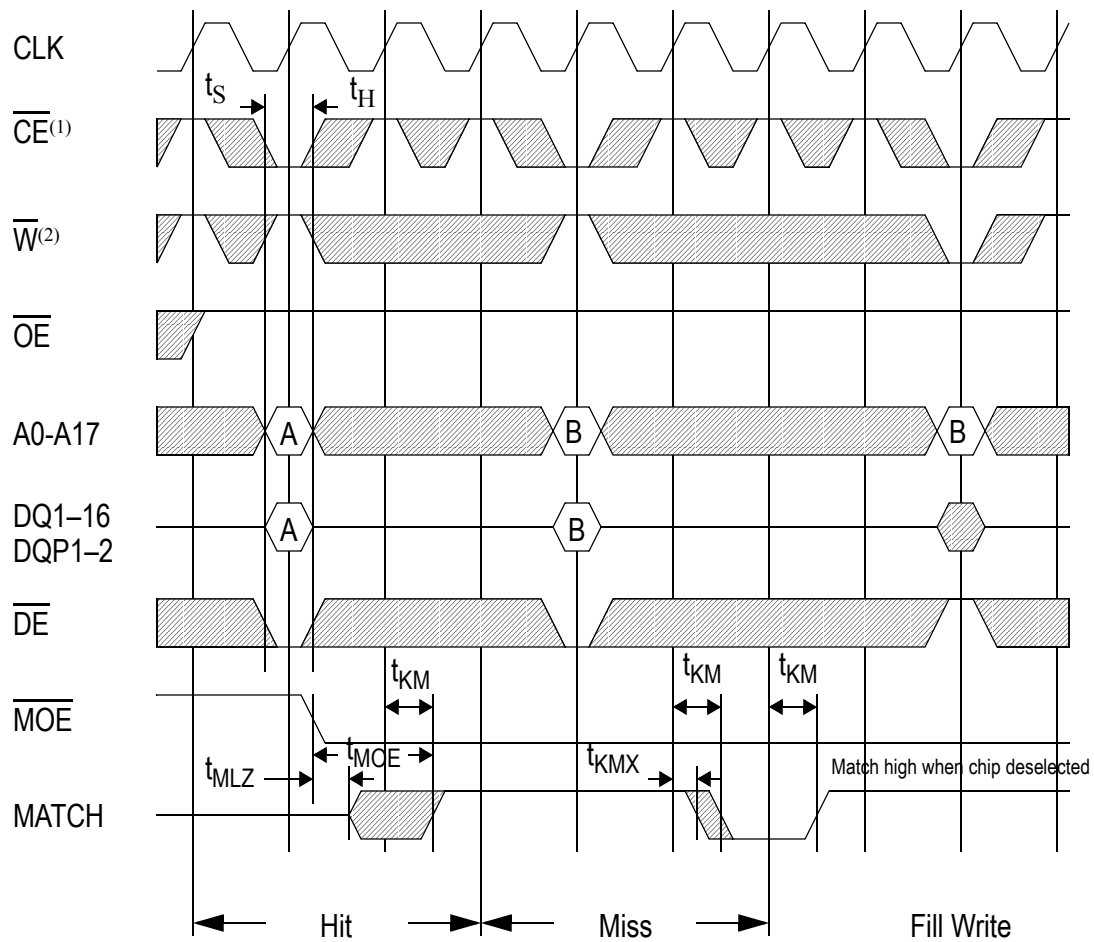 CLK
tS
tH
CE(1)
W(2)
OE
A0-A17
A
B
B
DQ1–16
DQP1–2
A
B
DE
tKM
tKM
tKM
MOE
tMOE
tMLZ
tKMX
Match high when chip deselected
MATCH
Hit
Miss
Fill Write